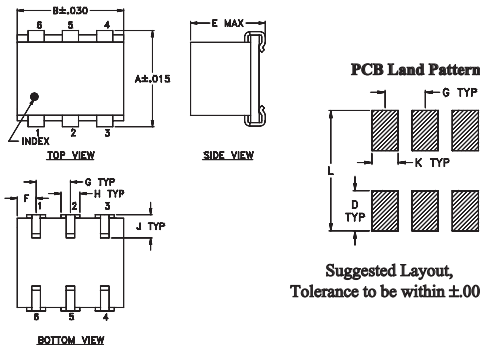 B±.030
6 5 4
A±.015
INDEX
1 2 3
TOP VIEW
E MAX
SIDE VIEW
PCB Land Pattern
G TYP
K TYP
L
D
TYP
Suggested Layout,
Tolerance to be within ±.00
G TYP
H TYP
F
1 2 3
J TYP
6 5 4
BOTTOM VIEW